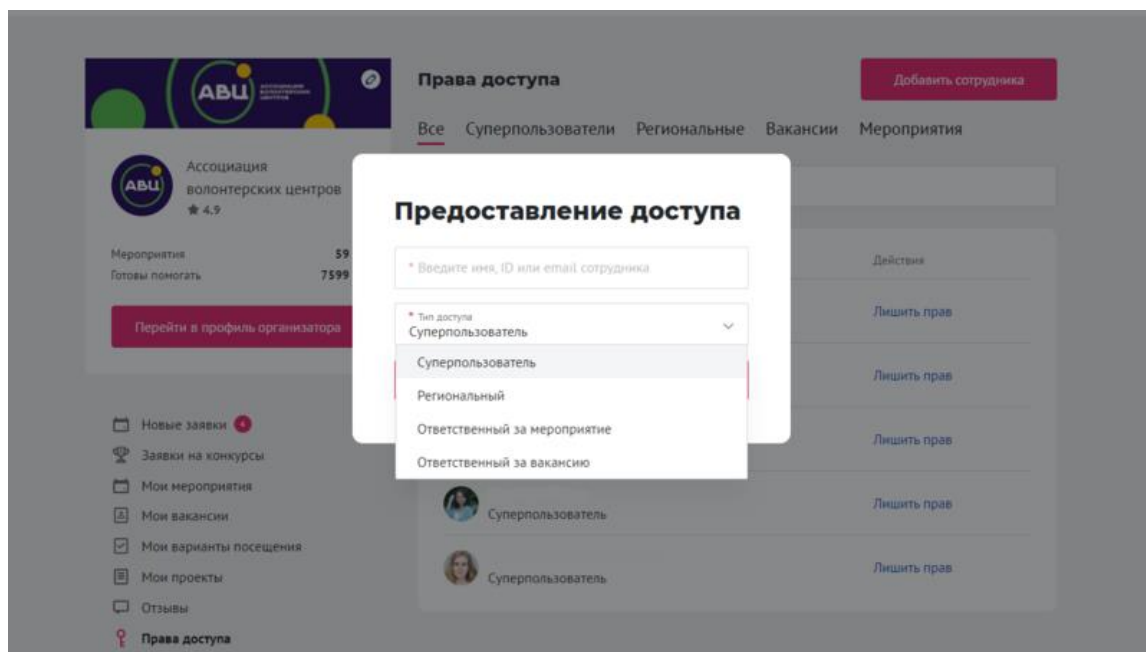 АВЦ
Права доступа
Добавить сотрудника
Все Суперпользователи Региональные Вакансии Мероприятия
АВЦ
Ассоциация
волонтерских центров
4.9
Мероприятия 59
Готовы помогать 7599
Перейти в профиль организатора
Новые заявки 4
Заявки на конкурсы
Мои мероприятия
Мои вакансии
Мои варианты посещения
Мои проекты
Отзывы
Права доступа
Предоставление доступа
* Введите имя, ID или email сотрудника
* Тип доступа
Суперпользователь
Суперпользователь
Региональный
Ответственный за мероприятие
Ответственный за вакансию
Действия
Лишить прав
Лишить прав
Лишить прав
Суперпользователь Лишить прав
Суперпользователь Лишить прав